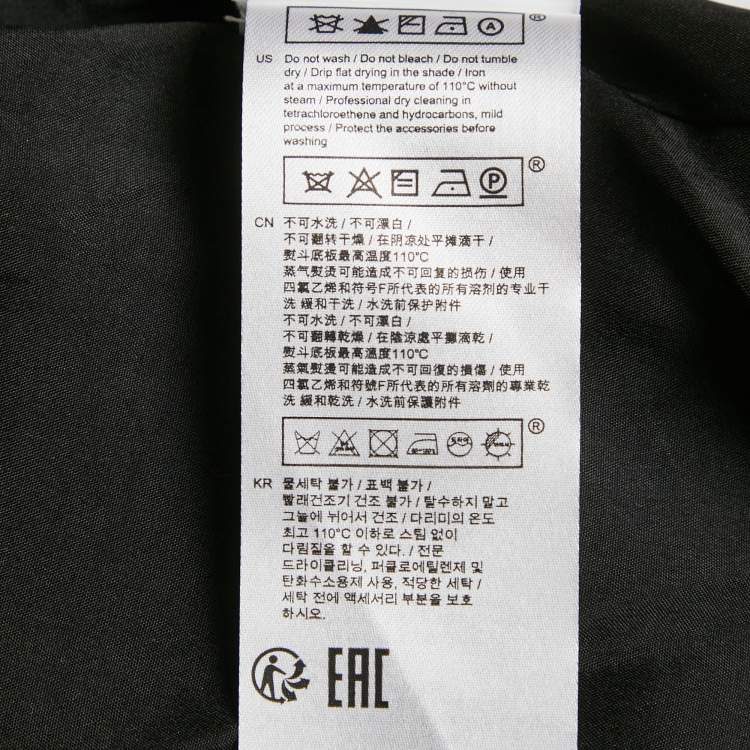 A
®
US Do not wash / Do not bleach / Do not tumble
dry / Drip flat drying in the shade / Iron
at a maximum temperature of 110°C without
steam / Professional dry cleaning in
tetrachloroethene and hydrocarbons, mild
process / Protect the accessories before
washing
P
®
CN 不可水洗 / 不可漂白 /
不可翻转干燥 / 在阴凉处平摊滴干 /
熨斗底板最高温度110°C
蒸气熨烫可能造成不可回复的损伤 / 使用
四氯乙烯和符号F所代表的所有溶剂的专业干
洗 缓和干洗 / 水洗前保护附件
不可水洗 / 不可漂白 /
不可翻轉乾燥 / 在陰涼處平攤滴乾 /
熨斗底板最高溫度110°C
蒸氣熨燙可能造成不可回復的損傷 / 使用
四氯乙烯和符號F所代表的所有溶劑的專業乾
洗 緩和乾洗 / 水洗前保護附件
®
KR 물세탁 불가 / 표백 불가 /
빨래건조기 건조 불가 / 탈수하지 말고
그늘에 뉘어서 건조 / 다리미의 온도
최고 110°C 이하로 스팀 없이
다림질을 할 수 있다. / 전문
드라이클리닝, 퍼클로에틸렌제 및
탄화수소용제 사용, 적당한 세탁 /
세탁 전에 액세서리 부분을 보호
하시오.
EAC